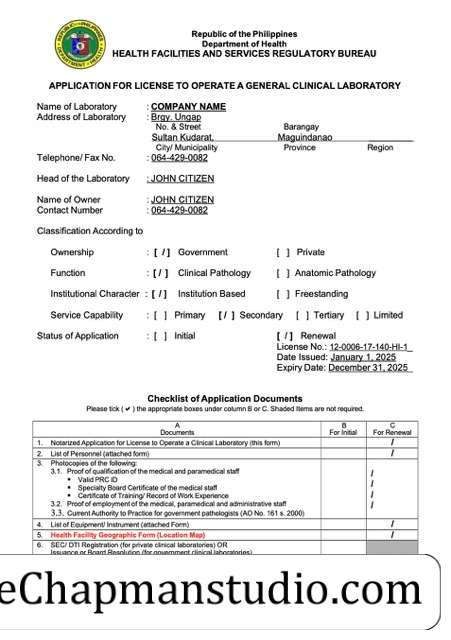 Republic of the Philippines
Department of Health
HEALTH FACILITIES AND SERVICES REGULATORY BUREAU
APPLICATION FOR LICENSE TO OPERATE A GENERAL CLINICAL LABORATORY
Name of Laboratory : COMPANY NAME
Address of Laboratory : Brgy. Ungap
No. & Street Barangay
Sultan Kudarat, Maguindanao
City/ Municipality Province Region
Telephone/ Fax No. : 064-429-0082
Head of the Laboratory : JOHN CITIZEN
Name of Owner : JOHN CITIZEN
Contact Number : 064-429-0082
Classification According to
Ownership : [ / ] Government [ ] Private
Function : [ / ] Clinical Pathology [ ] Anatomic Pathology
Institutional Character : [ / ] Institution Based [ ] Freestanding
Service Capability : [ ] Primary [ / ] Secondary [ ] Tertiary [ ] Limited
Status of Application : [ ] Initial [ / ] Renewal
License No.: 12-0006-17-140-HI-1_
Date Issued: January 1, 2025
Expiry Date: December 31, 2025
Checklist of Application Documents
Please tick ( ✔ ) the appropriate boxes under column B or C. Shaded Items are not required.
A B C
Documents For Initial For Renewal
1. Notarized Application for License to Operate a Clinical Laboratory (this form) /
2. List of Personnel (attached form) /
3. Photocopies of the following:
3.1. Proof of qualification of the medical and paramedical staff /
• Valid PRC ID
• Specialty Board Certificate of the medical staff /
• Certificate of Training/ Record of Work Experience /
3.2. Proof of employment of the medical, paramedical and administrative staff /
3.3. Current Authority to Practice for government pathologists (AO No. 161 s. 2000)
4. List of Equipment/ Instrument (attached Form) /
5. Health Facility Geographic Form (Location Map) /
6. SEC/ DTI Registration (for private clinical laboratories) OR
Issuance or Board Resolution (for government clinical laboratories)
eChapmanstudio.com